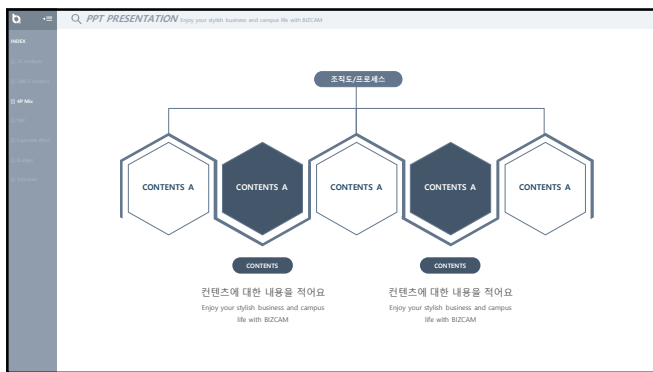 PPT PRESENTATION Enjoy your stylish business and campus life with BIZCAM
INDEX
4P Mix
조직도/프로세스
CONTENTS A
CONTENTS A
CONTENTS A
CONTENTS A
CONTENTS A
CONTENTS
CONTENTS
컨텐츠에 대한 내용을 적어요
Enjoy your stylish business and campus
life with BIZCAM
컨텐츠에 대한 내용을 적어요
Enjoy your stylish business and campus
life with BIZCAM